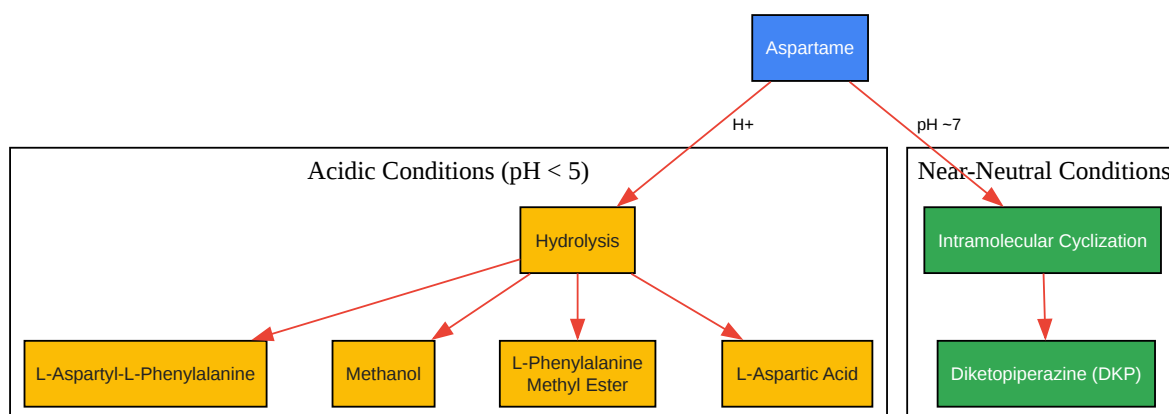 Aspartame
H+
pH ~7
Acidic Conditions (pH < 5)
Near-Neutral Conditions
Hydrolysis
Intramolecular Cyclization
L-Aspartyl-L-Phenylalanine
Methanol
L-Phenylalanine
Methyl Ester
L-Aspartic Acid
Diketopiperazine (DKP)